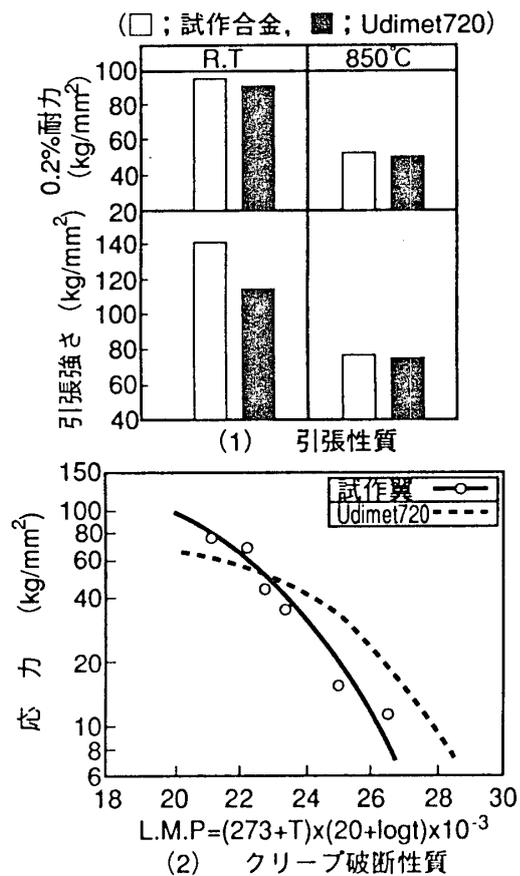 (□；試作合金，■；Udimet720)
R.T 850℃
0.2%耐力
(kg/mm²)
100
80
60
40
20
引張強さ (kg/mm²)
140
120
100
80
60
40
(1) 引張性質
応力 (kg/mm²)
150
100
80
60
40
20
10
8
6
試作翼
Udimet720
18 20 22 24 26 28 30
L.M.P=(273+T)x(20+logt)x10⁻³
(2) クリープ破断性質